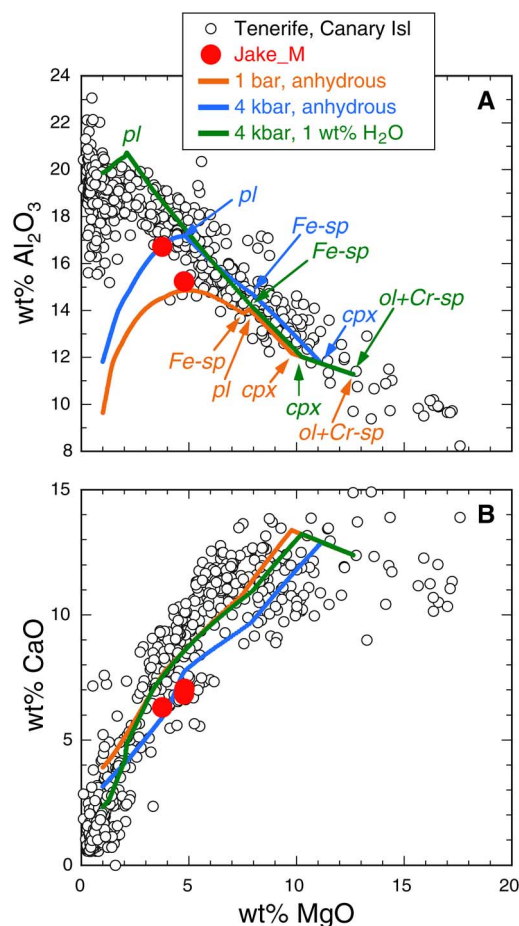 Tenerife, Canary Isl
Jake_M
1 bar, anhydrous
4 kbar, anhydrous
4 kbar, 1 wt% H₂O
A
24
22
20
18
16
14
12
10
8
wt% Al₂O₃
pl
pl
Fe-sp
Fe-sp
ol+Cr-sp
cpx
Fe-sp
pl
cpx
cpx
ol+Cr-sp
B
15
10
5
0
wt% CaO
0 5 10 15 20
wt% MgO